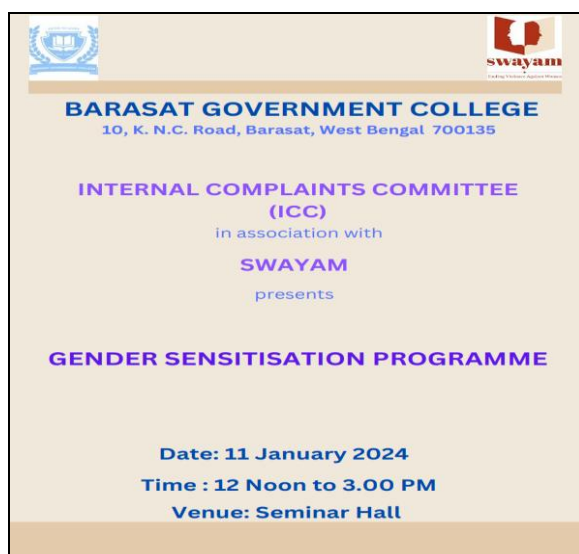 swayam
Ending Violence Against Women
BARASAT GOVERNMENT COLLEGE
10, K. N.C. Road, Barasat, West Bengal 700135
INTERNAL COMPLAINTS COMMITTEE
(ICC)
in association with
SWAYAM
presents
GENDER SENSITISATION PROGRAMME
Date: 11 January 2024
Time : 12 Noon to 3.00 PM
Venue: Seminar Hall